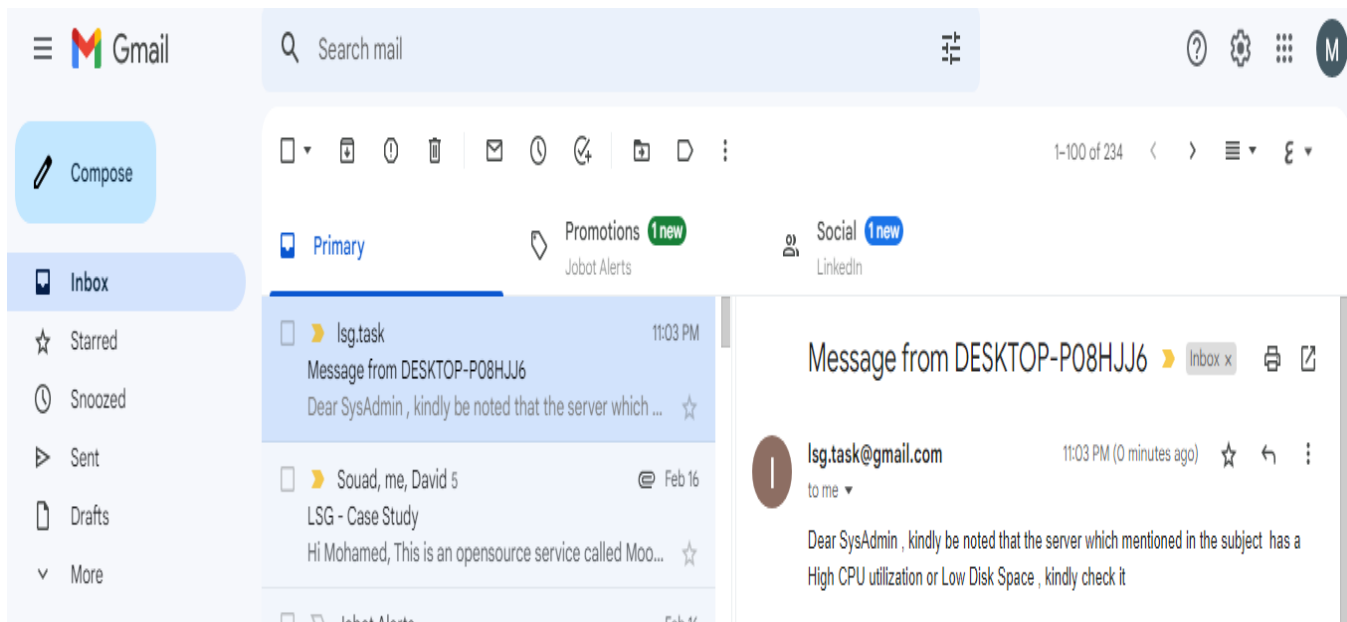 Gmail
Search mail
M
Compose
1-100 of 234
ع
Primary
Promotions 1 new
Jobot Alerts
Social 1 new
LinkedIn
Inbox
Starred
Snoozed
Sent
Drafts
More
lsg.task 11:03 PM
Message from DESKTOP-P08HJJ6
Dear SysAdmin , kindly be noted that the server which ...
Souad, me, David 5 Feb 16
LSG - Case Study
Hi Mohamed, This is an opensource service called Moo...
Jobot Alerts Feb 16
Message from DESKTOP-P08HJJ6 Inbox x
I
lsg.task@gmail.com 11:03 PM (0 minutes ago)
to me
Dear SysAdmin , kindly be noted that the server which mentioned in the subject has a
High CPU utilization or Low Disk Space , kindly check it